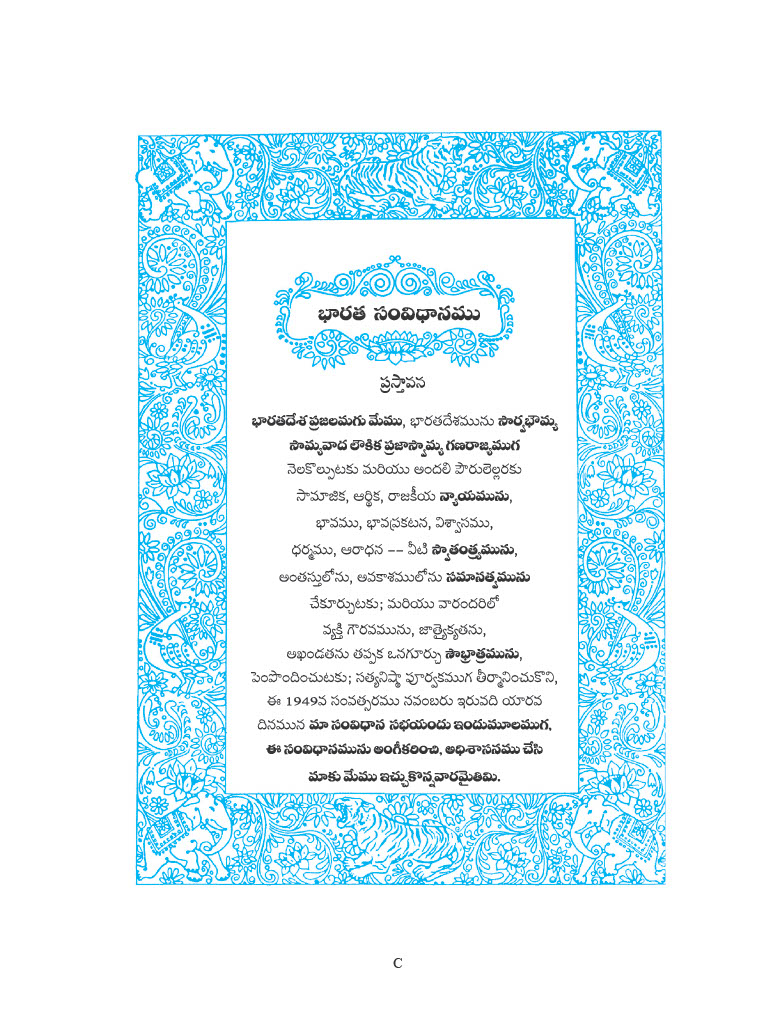 భారత సంవిధానము
ప్రస్తావన
భారతదేశ ప్రజలమగు మేము, భారతదేశమును సార్వభౌమ్య
సామ్యవాద లౌకిక ప్రజాస్వామ్య గణరాజ్యముగ
నెలకొల్పుటకు మరియు అందలి పౌరులెల్లరకు
సామాజిక, ఆర్థిక, రాజకీయ న్యాయమును,
భావము, భావప్రకటన, విశ్వాసము,
ధర్మము, ఆరాధన –– వీటి స్వాతంత్ర్యమును,
అంతస్తులోను, అవకాశములోను సమానత్వమును
చేకూర్చుటకు; మరియు వారందరిలో
వ్యక్తి గౌరవమును, జాత్యైక్యతను,
అఖండతను తప్పక ఒనగూర్చు సౌభ్రాత్రమును,
పెంపొందించుటకు; సత్యనిష్ఠా పూర్వకముగ తీర్మానించుకొని,
ఈ 1949వ సంవత్సరము నవంబరు ఇరువది యారవ
దినమున మా సంవిధాన సభయందు ఇందుమూలముగ,
ఈ సంవిధానమును అంగీకరించి, అధిశాసనము చేసి
మాకు మేము ఇచ్చుకొన్నవారమైతిమి.
C